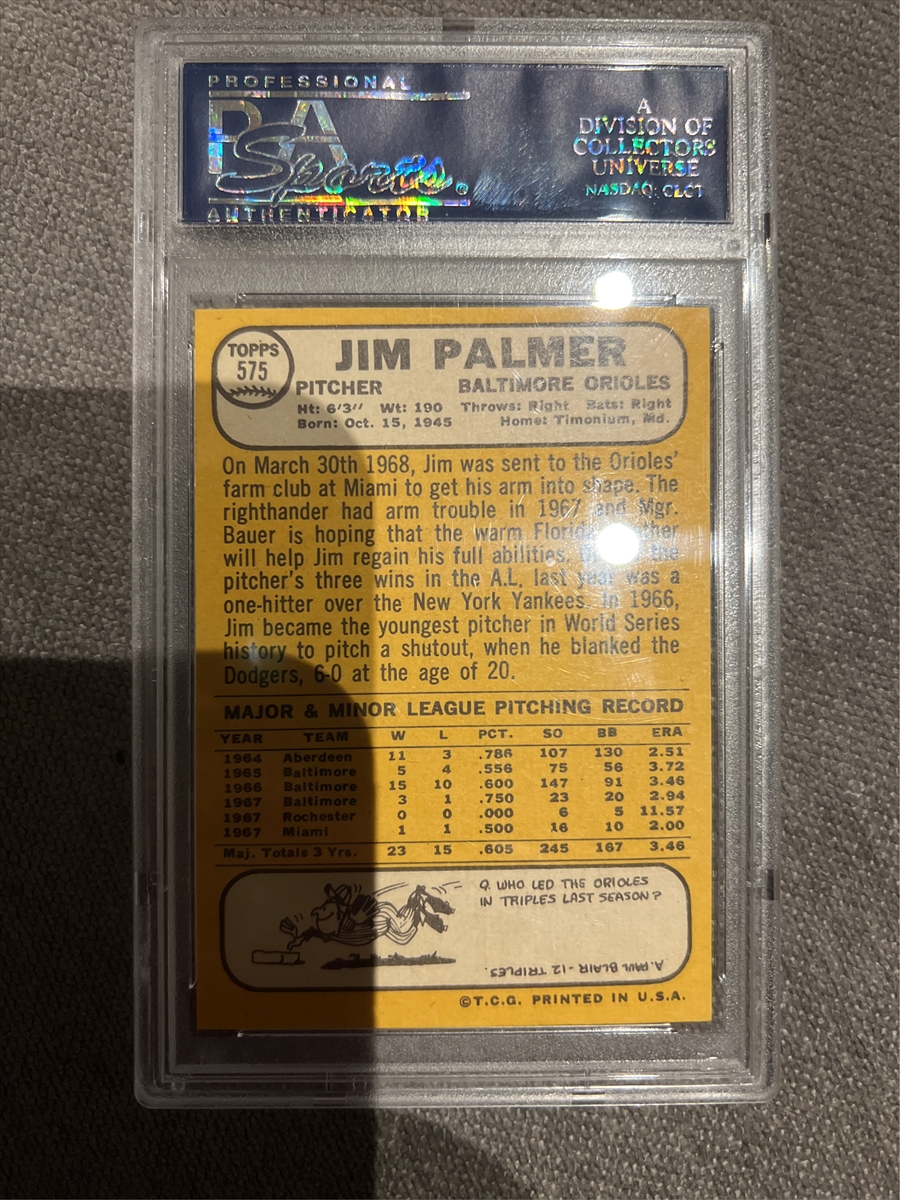 PROFESSIONAL
PSA
Sports.
AUTHENTICATOR
A
DIVISION OF
COLLECTORS
UNIVERSE
NASDAQ: CLCT
TOPPS
575
JIM PALMER
PITCHER BALTIMORE ORIOLES
Ht: 6'3" Wt: 190 Throws: Right Bats: Right
Born: Oct. 15, 1945 Home: Timonium, Md.
On March 30th 1968, Jim was sent to the Orioles'
farm club at Miami to get his arm into shape. The
righthander had arm trouble in 1967 and Mgr.
Bauer is hoping that the warm Florida
will help Jim regain his full abilities. the
pitcher's three wins in the A.L. last year was a
one-hitter over the New York Yankees. In 1966,
Jim became the youngest pitcher in World Series
history to pitch a shutout, when he blanked the
Dodgers, 6-0 at the age of 20.
MAJOR & MINOR LEAGUE PITCHING RECORD
YEAR TEAM W L PCT. SO BB ERA
1964 Aberdeen 11 3 .786 107 130 2.51
1965 Baltimore 5 4 .556 75 56 3.72
1966 Baltimore 15 10 .600 147 91 3.46
1967 Baltimore 3 1 .750 23 20 2.94
1967 Rochester 0 0 .000 6 5 11.57
1967 Miami 1 1 .500 16 10 2.00
Maj. Totals 3 Yrs. 23 15 .605 245 167 3.46
Q. WHO LED THE ORIOLES
IN TRIPLES LAST SEASON?
A. PAUL BLAIR - 12 TRIPLES.
©T.C.G. PRINTED IN U.S.A.